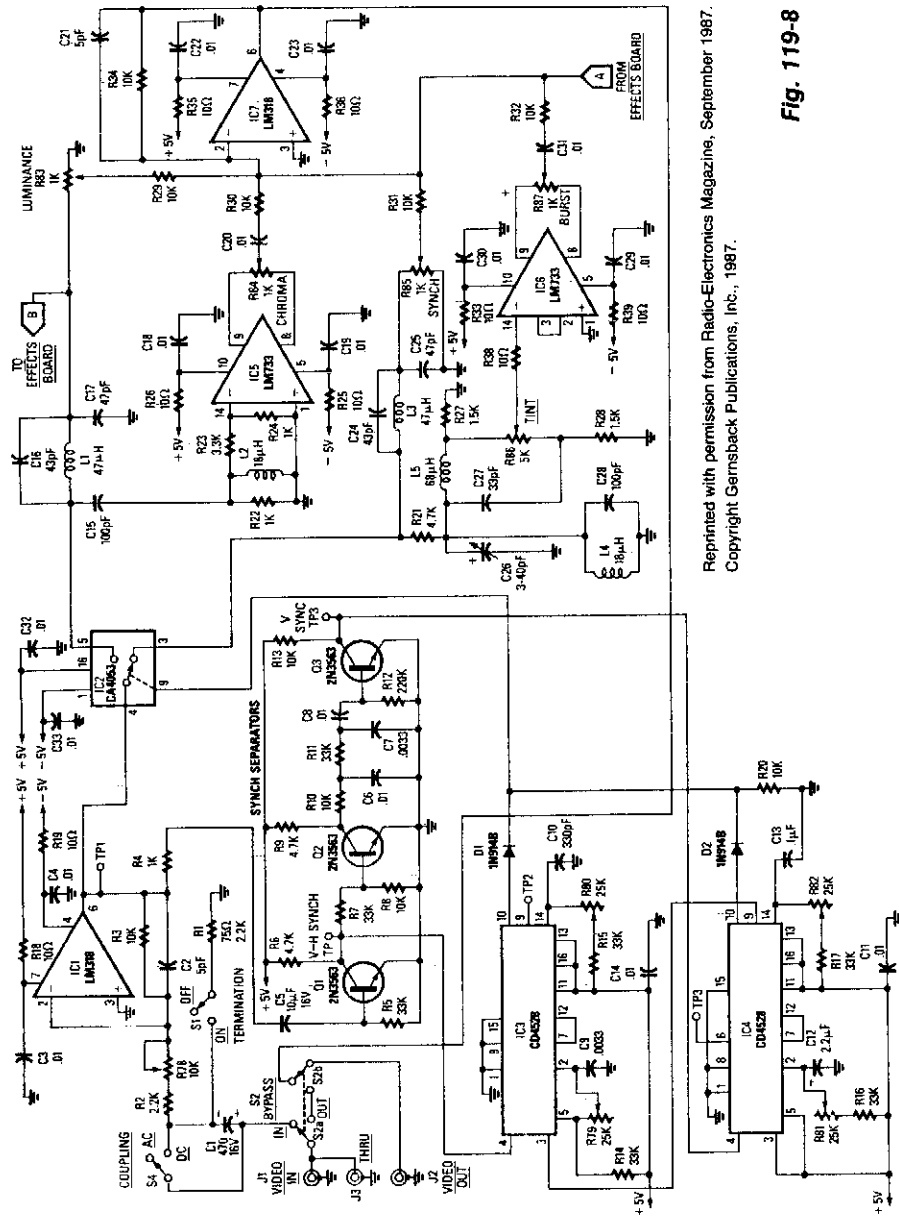 C21
5pF
R34
10K
R35
10Ω
C22
.01
+5V
IC7
LM318
C23
.01
R36
10Ω
-5V
LUMINANCE
R83
1K
R29
10K
R30
10K
C20
.01
R32
10K
C31
.01
A
FROM
EFFECTS BOARD
R31
10K
B
TO
EFFECTS
BOARD
C16
43pF
C17
47pF
L1
47μH
C15
100pF
R26
10Ω
C18
.01
+5V
IC5
LM733
R64
1K
CHROMA
C19
.01
R25
10Ω
-5V
R23
3.3K
R24
1K
L2
18μH
R22
1K
R85
1K
SYNCH
C24
43pF
C25
47pF
L3
47μH
R33
10Ω
C30
.01
+5V
IC6
LM733
R87
1K
BURST
C29
.01
R39
10Ω
-5V
R38
10Ω
R27
1.5K
TINT
R86
5K
R28
1.5K
L5
68μH
C27
33pF
R21
4.7K
C28
100pF
L4
18μH
C26
3-40pF
C32
.01
IC2
CA4053
C33
.01
+5V
+5V
-5V
-5V
R19
10Ω
C4
.01
R18
10Ω
C3
.01
IC1
LM318
TP1
R4
1K
R3
10K
C2
5pF
R1
75Ω
2.2K
OFF
S1
ON
TERMINATION
R78
10K
R2
2.2K
COUPLING
AC
DC
S4
C1
470
16V
S2
BYPASS
IN
S2a
OUT
S2b
J1
VIDEO
IN
J3
THRU
J2
VIDEO
OUT
SYNCH SEPARATORS
R13
10K
V
SYNC
TP3
Q3
2N3563
R12
220K
C8
.01
R11
33K
C7
.0033
R10
10K
C6
.01
R9
4.7K
Q2
2N3563
R7
33K
R8
10K
V-H SYNCH
TP
R6
4.7K
+5V
C5
10μF
16V
Q1
2N3563
R5
33K
D1
1N914B
TP2
C10
330pF
R80
25K
R15
33K
C14
.01
IC3
CD4528
C9
.0033
R79
25K
R14
33K
+5V
R20
10K
D2
1N914B
C13
.1μF
R82
25K
R17
33K
C11
.01
TP3
IC4
CD4528
C12
2.2μF
R81
25K
R16
33K
+5V
Reprinted with permission from Radio-Electronics Magazine, September 1987.
Copyright Gernsback Publications, Inc., 1987.
Fig. 119-8